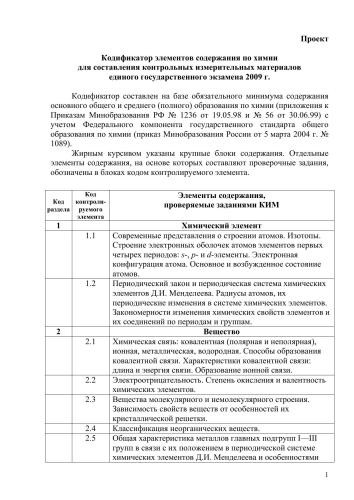 Проект
Кодификатор элементов содержания по химии
для составления контрольных измерительных материалов
единого государственного экзамена 2009 г.
Кодификатор составлен на базе обязательного минимума содержания
основного общего и среднего (полного) образования по химии (приложения к
Приказам Минобразования РФ № 1236 от 19.05.98 и № 56 от 30.06.99) с
учетом Федерального компонента государственного стандарта общего
образования по химии (приказ Минобразования России от 5 марта 2004 г. №
1089).
Жирным курсивом указаны крупные блоки содержания. Отдельные
элементы содержания, на основе которых составляют проверочные задания,
обозначены в блоках кодом контролируемого элемента.
Код
раздела
Код
контроли-
руемого
элемента
Элементы содержания,
проверяемые заданиями КИМ
1 Химический элемент
1.1 Современные представления о строении атомов. Изотопы.
Строение электронных оболочек атомов элементов первых
четырех периодов: s-, p- и d-элементы. Электронная
конфигурация атома. Основное и возбужденное состояние
атомов.
1.2 Периодический закон и периодическая система химических
элементов Д.И. Менделеева. Радиусы атомов, их
периодические изменения в системе химических элементов.
Закономерности изменения химических свойств элементов и
их соединений по периодам и группам.
2 Вещество
2.1 Химическая связь: ковалентная (полярная и неполярная),
ионная, металлическая, водородная. Способы образования
ковалентной связи. Характеристики ковалентной связи:
длина и энергия связи. Образование ионной связи.
2.2 Электроотрицательность. Степень окисления и валентность
химических элементов.
2.3 Вещества молекулярного и немолекулярного строения.
Зависимость свойств веществ от особенностей их
кристаллической решетки.
2.4 Классификация неорганических веществ.
2.5 Общая характеристика металлов главных подгрупп I—III
групп в связи с их положением в периодической системе
химических элементов Д.И. Менделеева и особенностями
1